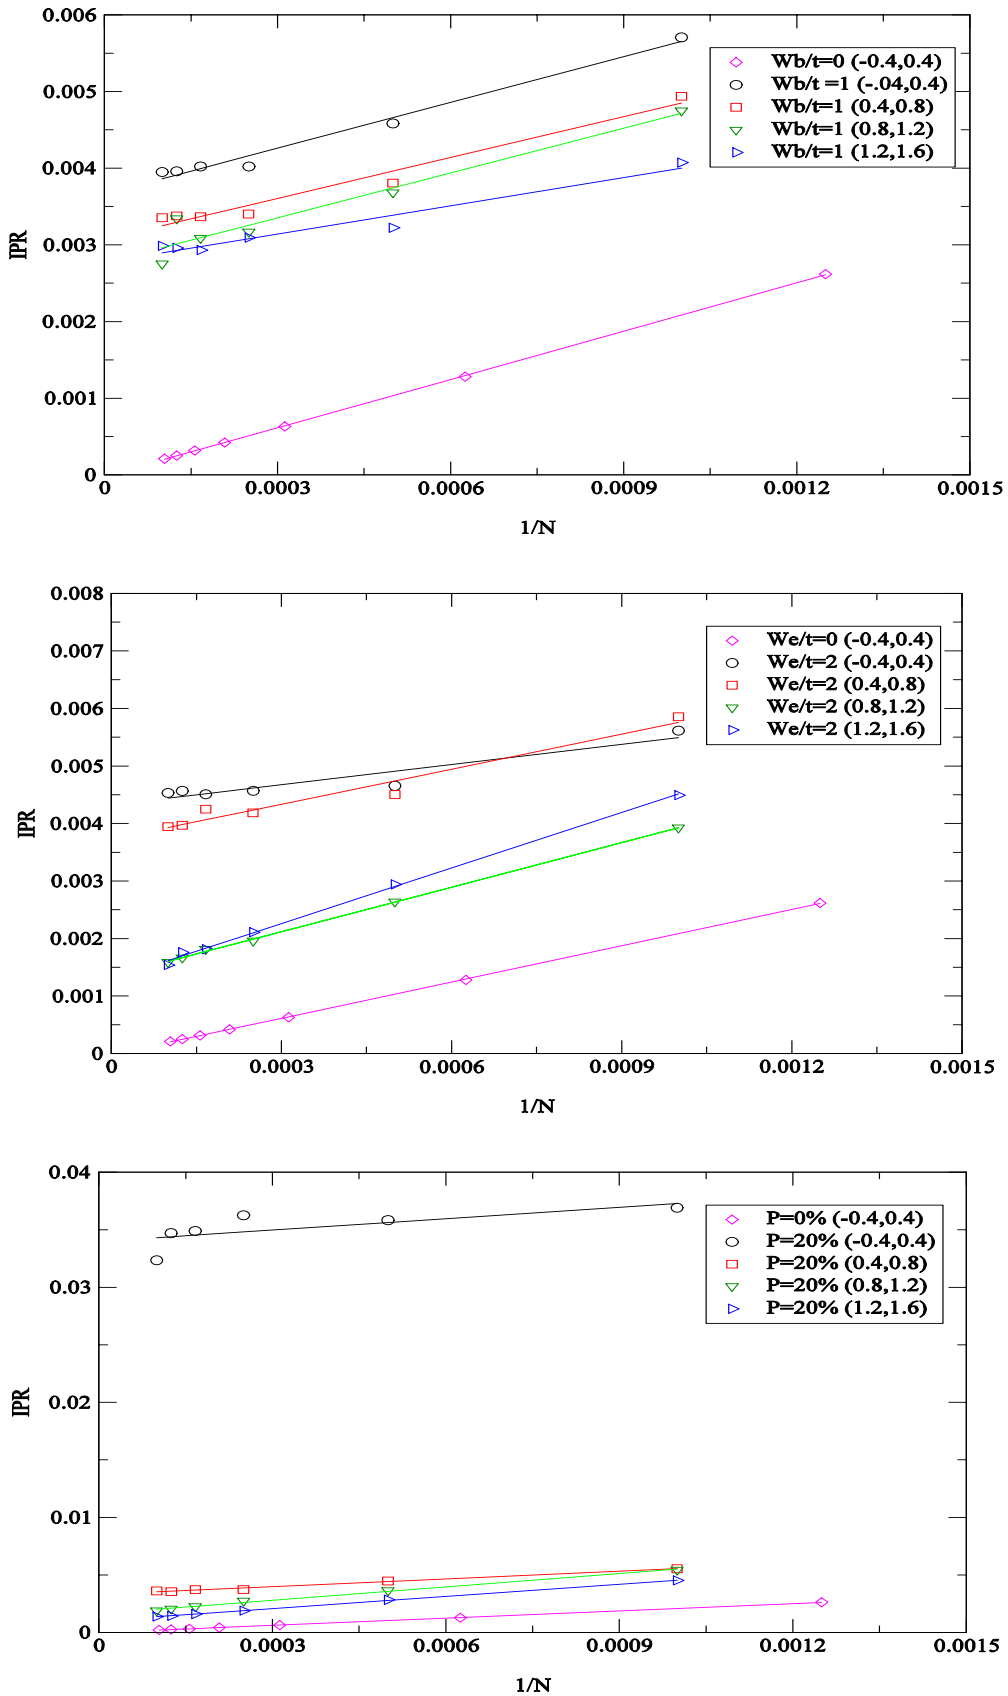 0.006
0.005
0.004
0.003
0.002
0.001
0
IPR
Wb/t=0 (-0.4,0.4)
Wb/t =1 (-.04,0.4)
Wb/t=1 (0.4,0.8)
Wb/t=1 (0.8,1.2)
Wb/t=1 (1.2,1.6)
0 0.0003 0.0006 0.0009 0.0012 0.0015
1/N
0.008
0.007
0.006
0.005
0.004
0.003
0.002
0.001
0
IPR
We/t=0 (-0.4,0.4)
We/t=2 (-0.4,0.4)
We/t=2 (0.4,0.8)
We/t=2 (0.8,1.2)
We/t=2 (1.2,1.6)
0 0.0003 0.0006 0.0009 0.0012 0.0015
1/N
0.04
0.03
0.02
0.01
0
IPR
P=0% (-0.4,0.4)
P=20% (-0.4,0.4)
P=20% (0.4,0.8)
P=20% (0.8,1.2)
P=20% (1.2,1.6)
0 0.0003 0.0006 0.0009 0.0012 0.0015
1/N